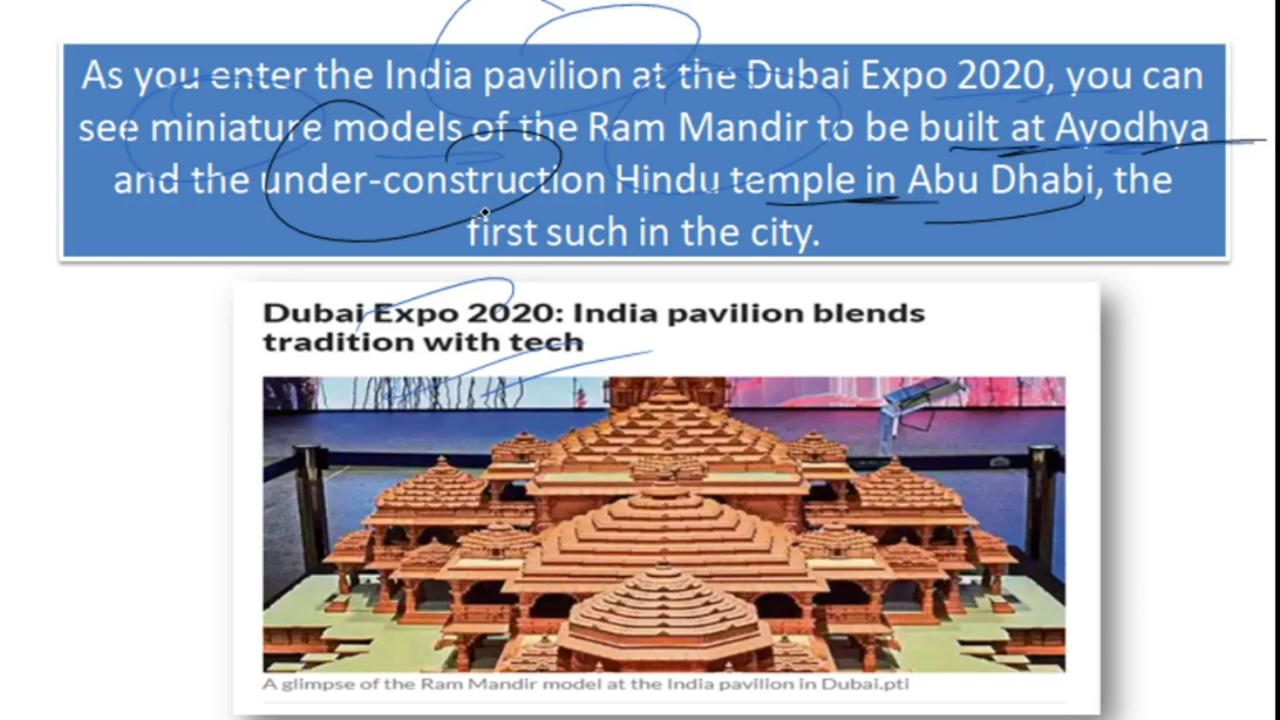 As you enter the India pavilion at the Dubai Expo 2020, you can
see miniature models of the Ram Mandir to be built at Ayodhya
and the under-construction Hindu temple in Abu Dhabi, the
first such in the city.
Dubai Expo 2020: India pavilion blends
tradition with tech
A glimpse of the Ram Mandir model at the India pavilion in Dubai.pti